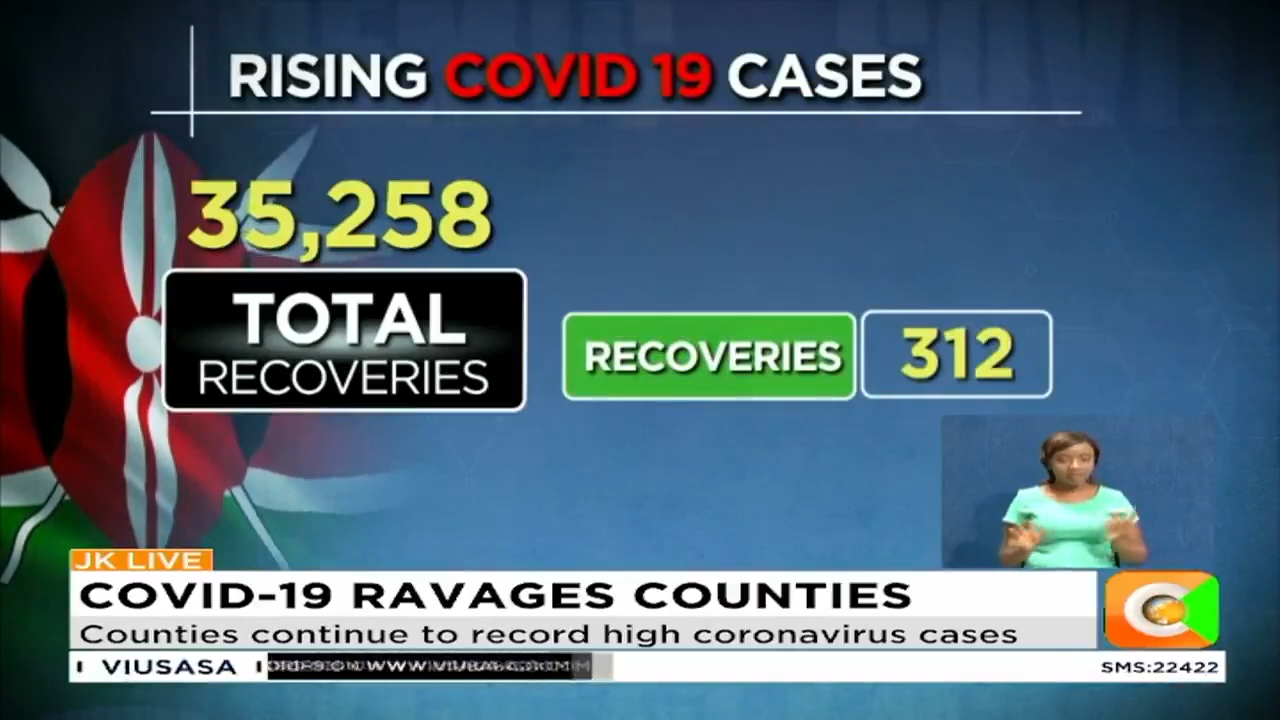 RISING COVID 19 CASES
35,258
TOTAL
RECOVERIES
RECOVERIES 312
JK LIVE
COVID-19 RAVAGES COUNTIES
Counties continue to record high coronavirus cases
VIUSASA
SMS:22422